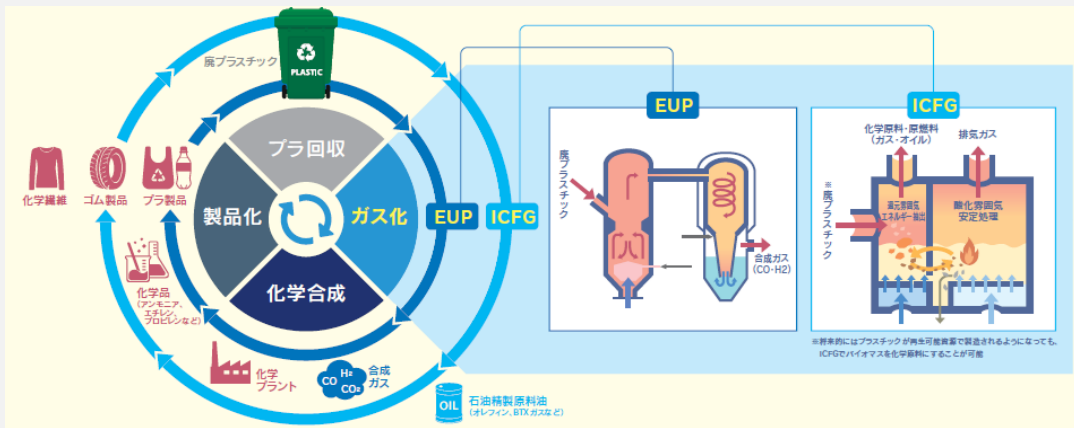 廃プラスチック
PLASTIC
プラ回収
製品化
ガス化
化学合成
EUP
ICFG
化学繊維
ゴム製品
プラ製品
化学品
(アンモニア、
エチレン、
プロピレンなど)
化学
プラント
CO
H2
CO2
合成
ガス
OIL
石油精製原料油
(オレフィン、BTXガスなど)
EUP
廃プラスチック
合成ガス
(CO・H2)
ICFG
化学原料・原燃料
(ガス・オイル)
排気ガス
※廃プラスチック
還元雰囲気
エネルギー抽出
酸化雰囲気
安定処理
※将来的にはプラスチックが再生可能資源で製造されるようになっても、
ICFGでバイオマスを化学原料にすることが可能